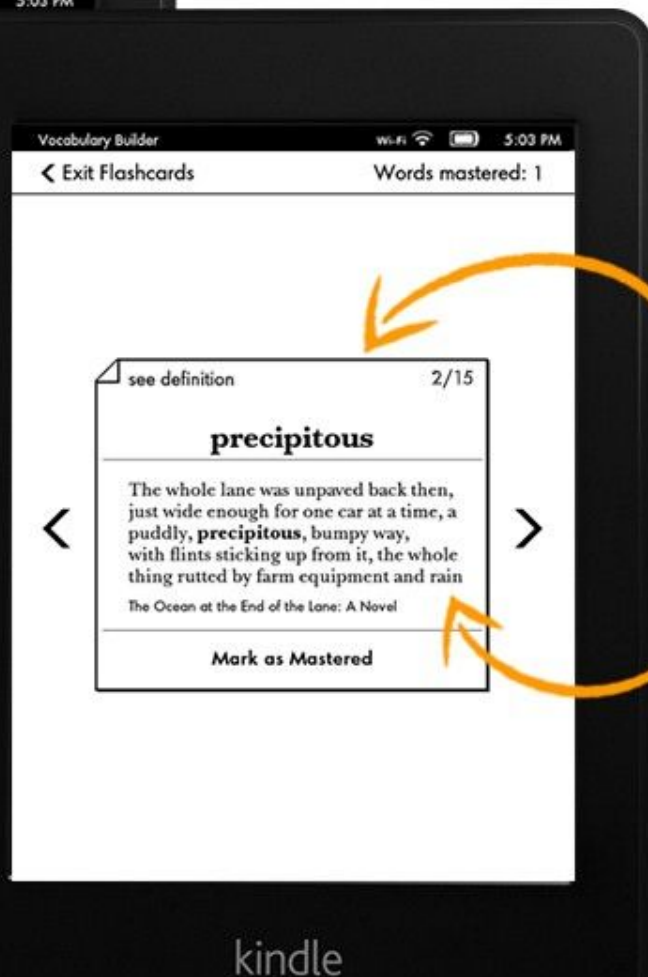 5:03 PM
Vocabulary Builder Wi-Fi 5:03 PM
< Exit Flashcards Words mastered: 1
see definition 2/15
precipitous
The whole lane was unpaved back then,
just wide enough for one car at a time, a
puddly, precipitous, bumpy way,
with flints sticking up from it, the whole
thing rutted by farm equipment and rain
The Ocean at the End of the Lane: A Novel
Mark as Mastered
kindle